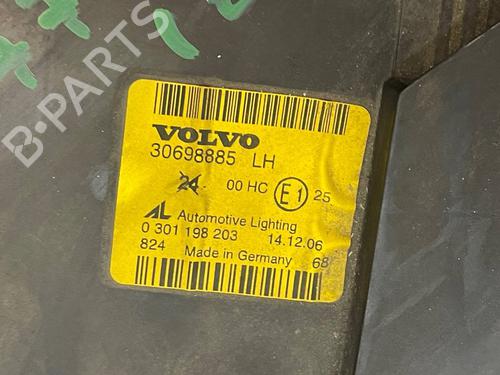 B-PARTS
VOLVO
30698885 LH
24 00 HC E1 25
AL Automotive Lighting
0 301 198 203 14.12.06
824 Made in Germany 68